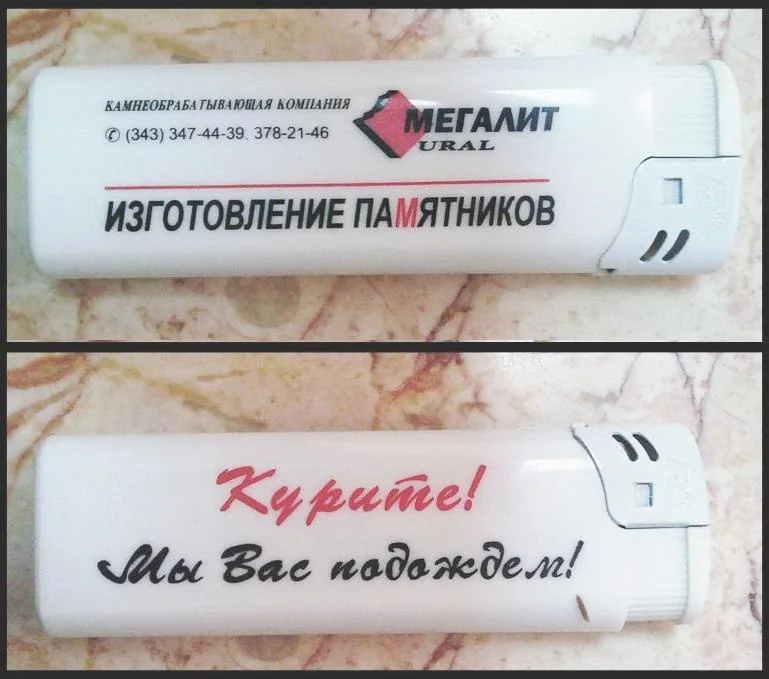 КАМНЕОБРАБАТЫВАЮЩАЯ КОМПАНИЯ
✆ (343) 347-44-39. 378-21-46
МЕГАЛИТ
URAL
ИЗГОТОВЛЕНИЕ ПАМЯТНИКОВ
Курите!
Мы Вас подождем!